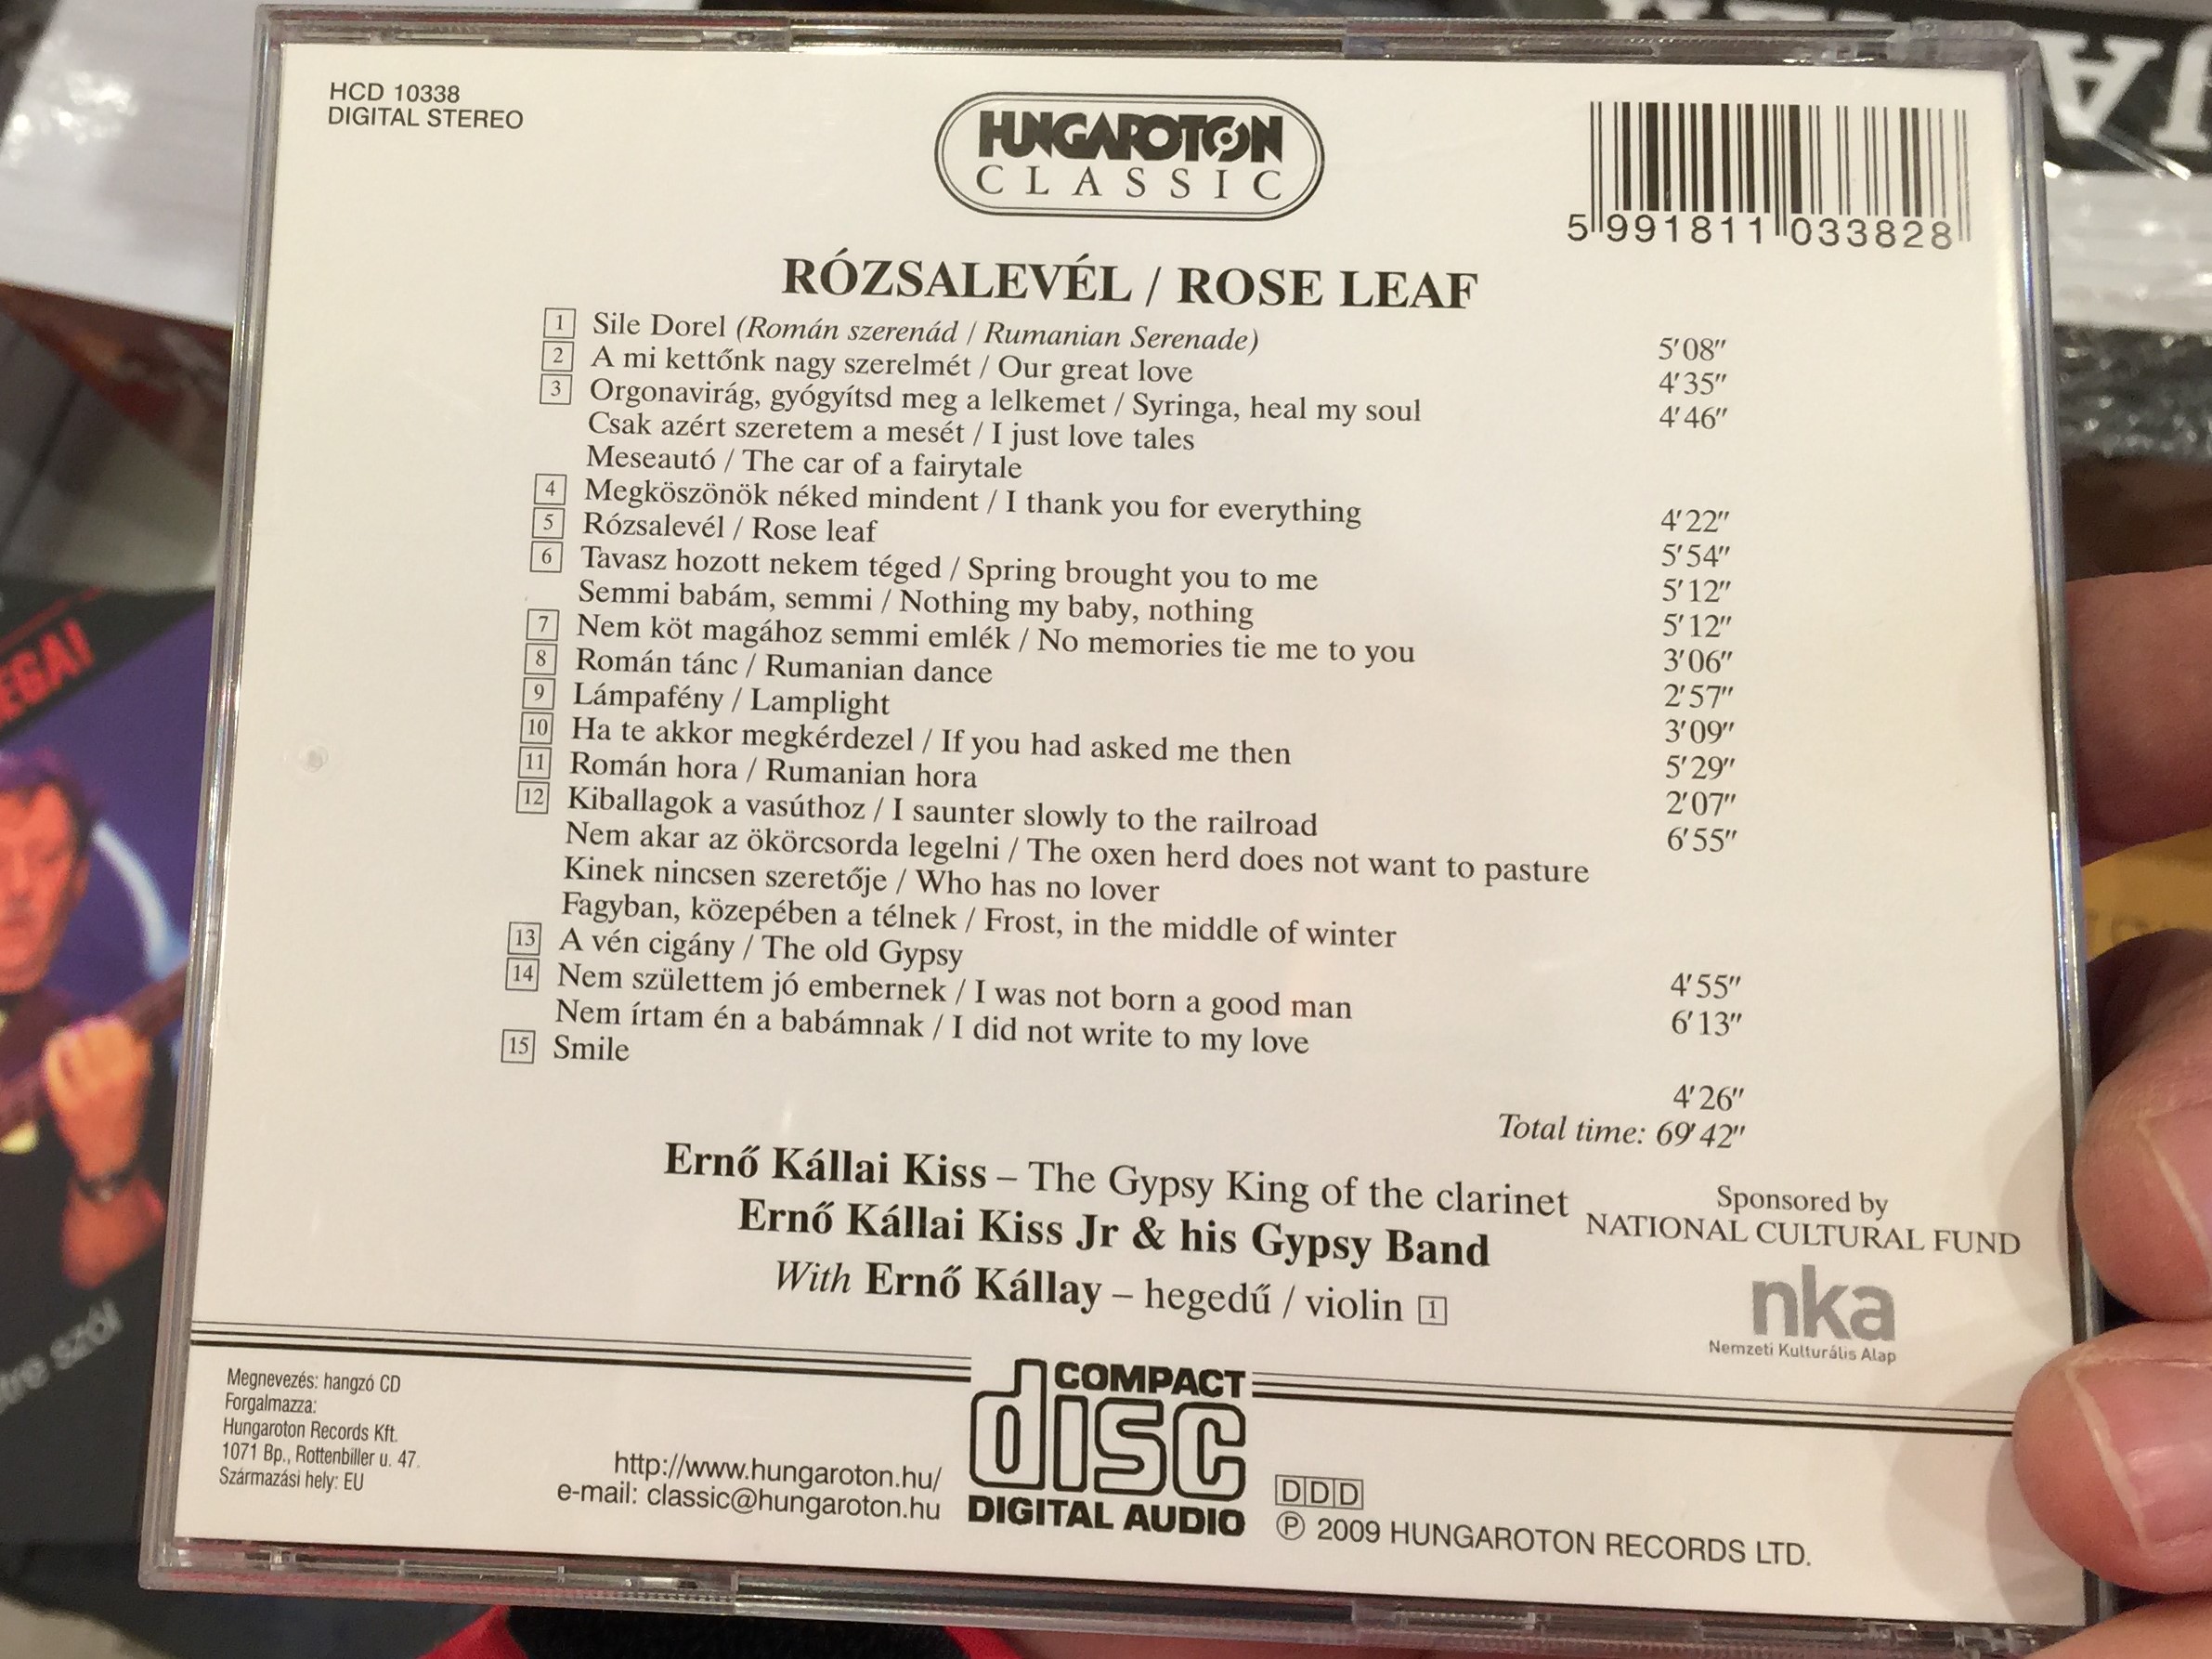 HCD 10338
DIGITAL STEREO
HUNGAROTON
CLASSIC
5 991811 033828
RÓZSALEVÉL / ROSE LEAF
1 Sile Dorel (Román szerenád / Rumanian Serenade) 5'08"
2 A mi kettőnk nagy szerelmét / Our great love 4'35"
3 Orgonavirág, gyógyítsd meg a lelkemet / Syringa, heal my soul 4'46"
Csak azért szeretem a mesét / I just love tales
Meseautó / The car of a fairytale
4 Megköszönök néked mindent / I thank you for everything 4'22"
5 Rózsalevél / Rose leaf 5'54"
6 Tavasz hozott nekem téged / Spring brought you to me 5'12"
Semmi babám, semmi / Nothing my baby, nothing 5'12"
7 Nem köt magához semmi emlék / No memories tie me to you 3'06"
8 Román tánc / Rumanian dance 2'57"
9 Lámpafény / Lamplight 3'09"
10 Ha te akkor megkérdezel / If you had asked me then 5'29"
11 Román hora / Rumanian hora 2'07"
12 Kiballagok a vasúthoz / I saunter slowly to the railroad 6'55"
Nem akar az ökörcsorda legelni / The oxen herd does not want to pasture
Kinek nincsen szeretője / Who has no lover
Fagyban, közepében a télnek / Frost, in the middle of winter
13 A vén cigány / The old Gypsy 4'55"
14 Nem születtem jó embernek / I was not born a good man 6'13"
Nem írtam én a babámnak / I did not write to my love
15 Smile 4'26"
Total time: 69'42"
Ernő Kállai Kiss – The Gypsy King of the clarinet
Ernő Kállai Kiss Jr & his Gypsy Band
With Ernő Kállay – hegedű / violin 1
Sponsored by
NATIONAL CULTURAL FUND
nka
Nemzeti Kulturális Alap
Megnevezés: hangzó CD
Forgalmazza:
Hungaroton Records Kft.
1071 Bp., Rottenbiller u. 47.
Származási hely: EU
http://www.hungaroton.hu/
e-mail: classic@hungaroton.hu
COMPACT
disc
DIGITAL AUDIO
DDD
Ⓟ 2009 HUNGAROTON RECORDS LTD.